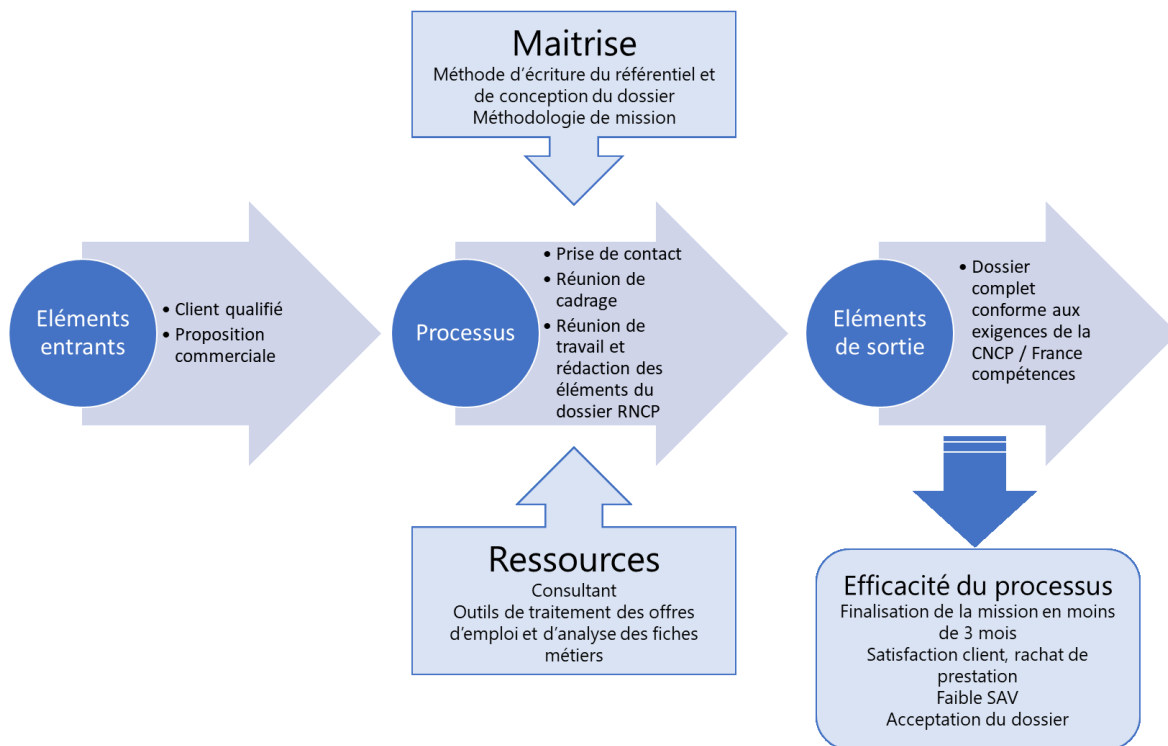 Maitrise
Méthode d'écriture du référentiel et
de conception du dossier
Méthodologie de mission
Eléments
entrants
• Client qualifié
• Proposition
commerciale
Processus
• Prise de contact
• Réunion de
cadrage
• Réunion de
travail et
rédaction des
éléments du
dossier RNCP
Eléments
de sortie
• Dossier
complet
conforme aux
exigences de la
CNCP / France
compétences
Ressources
Consultant
Outils de traitement des offres
d'emploi et d'analyse des fiches
métiers
Efficacité du processus
Finalisation de la mission en moins
de 3 mois
Satisfaction client, rachat de
prestation
Faible SAV
Acceptation du dossier